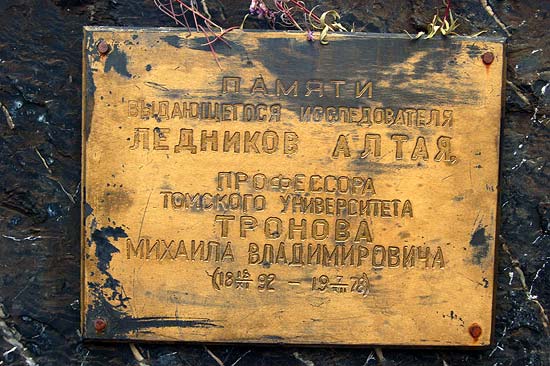 ПАМЯТИ
ВЫДАЮЩЕГОСЯ ИССЛЕДОВАТЕЛЯ
ЛЕДНИКОВ АЛТАЯ,
ПРОФЕССОРА
ТОМСКОГО УНИВЕРСИТЕТА
ТРОНОВА
МИХАИЛА ВЛАДИМИРОВИЧА